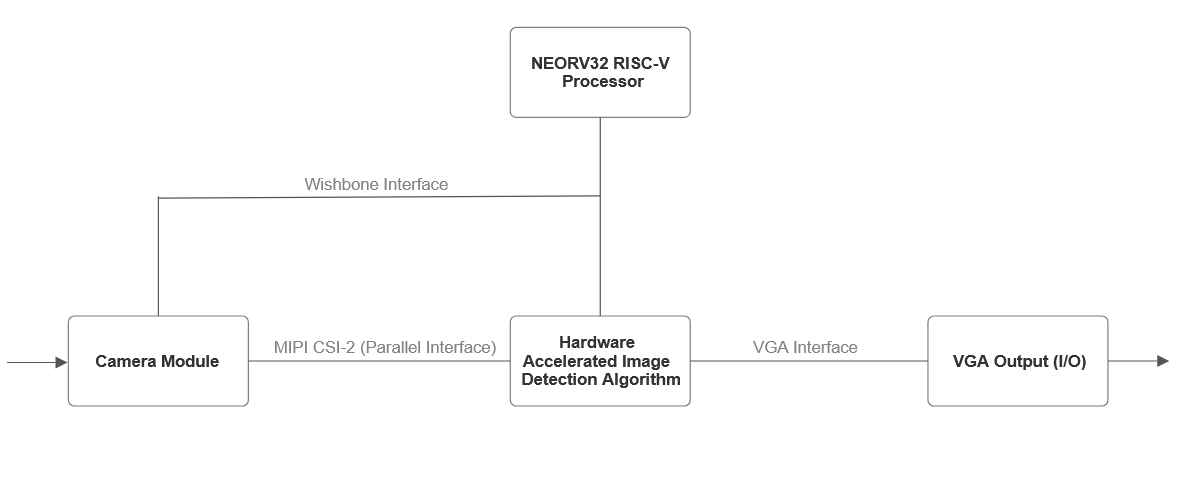 NEORV32 RISC-V
Processor
Wishbone Interface
Camera Module
MIPI CSI-2 (Parallel Interface)
Hardware
Accelerated Image
Detection Algorithm
VGA Interface
VGA Output (I/O)